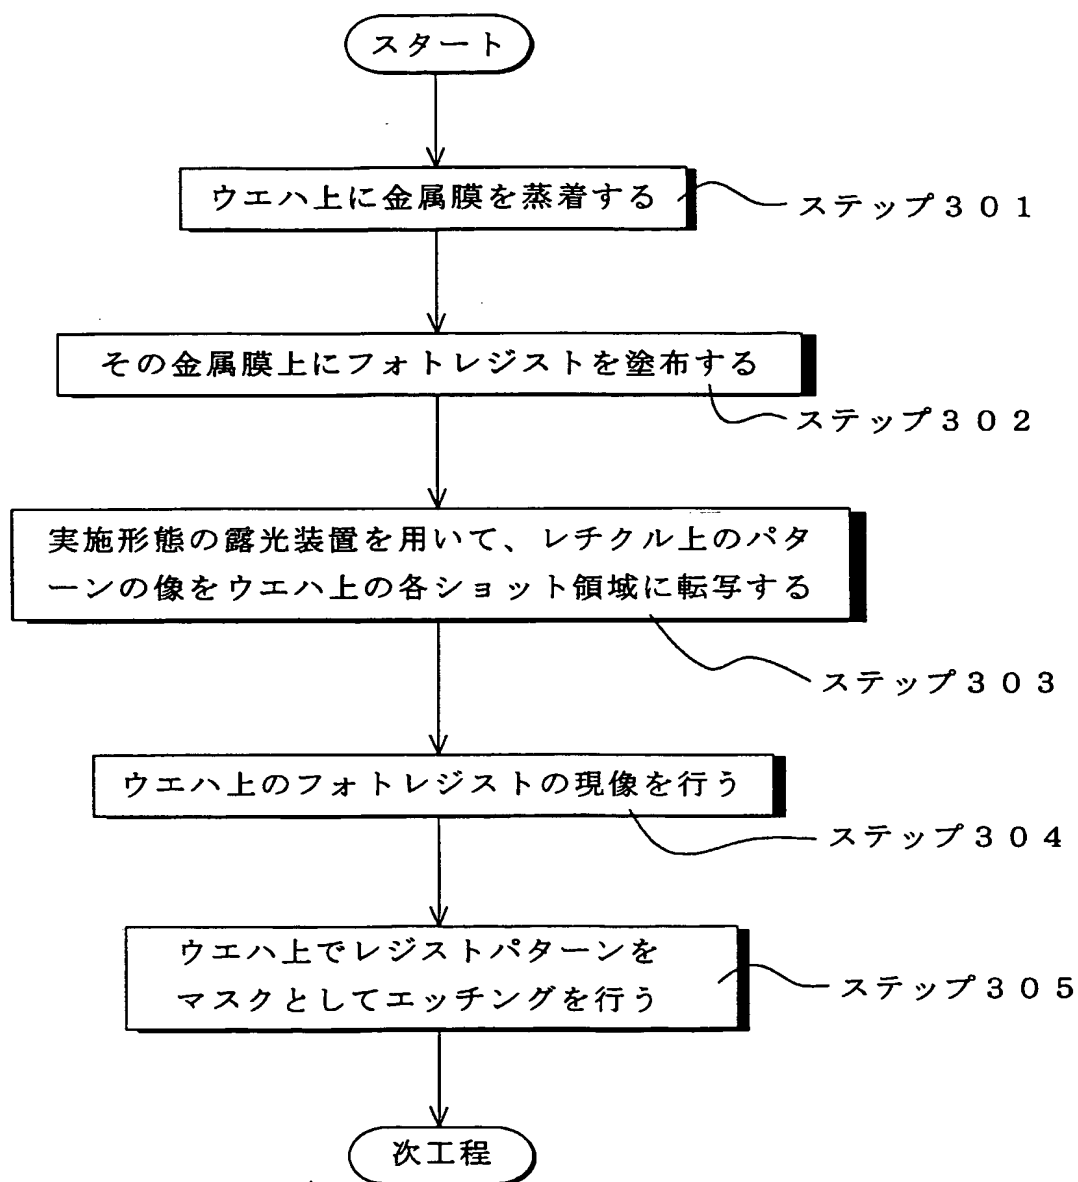 スタート
ウエハ上に金属膜を蒸着する
ステップ３０１
その金属膜上にフォトレジストを塗布する
ステップ３０２
実施形態の露光装置を用いて、レチクル上のパタ
ーンの像をウエハ上の各ショット領域に転写する
ステップ３０３
ウエハ上のフォトレジストの現像を行う
ステップ３０４
ウエハ上でレジストパターンを
マスクとしてエッチングを行う
ステップ３０５
次工程